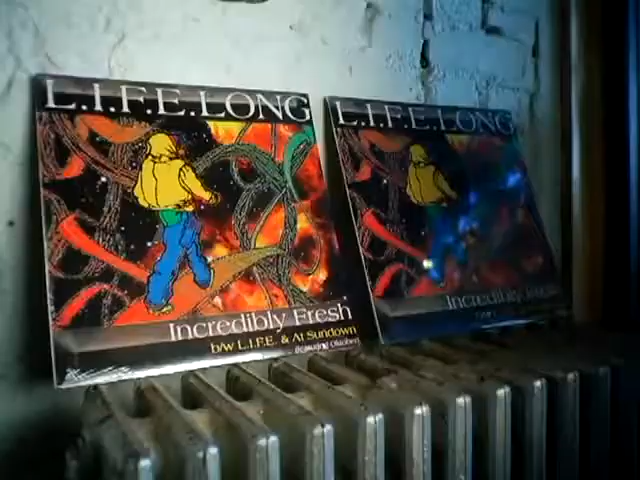 L.I.F.E.LONG
Incredibly Fresh
b/w L.I.F.E. & At Sundown
L.I.F.E.LONG
Incredibly Fresh